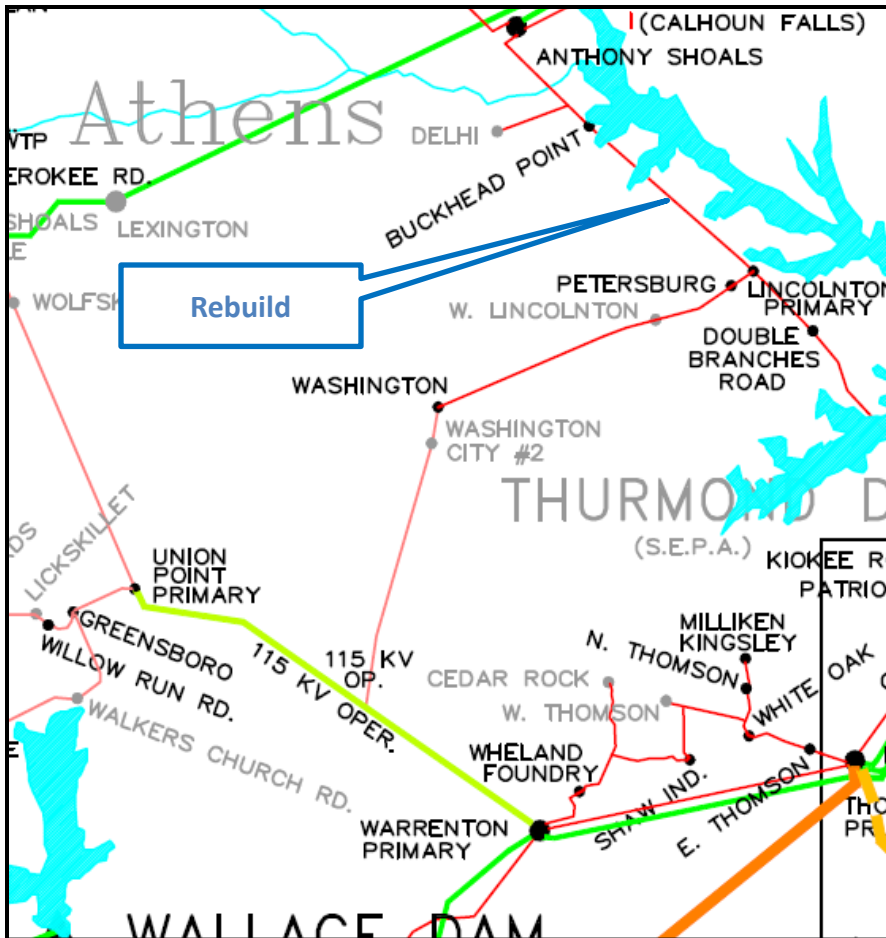 (CALHOUN FALLS)
ANTHONY SHOALS
Athens
DELHI
BUCKHEAD POINT
EROKEE RD.
SHOALS
LEXINGTON
Rebuild
PETERSBURG
LINCOLNTON
PRIMARY
W. LINCOLNTON
DOUBLE
BRANCHES
ROAD
WASHINGTON
WASHINGTON
CITY #2
THURMOND D
(S.E.P.A.)
LICKSKILLET
UNION
POINT
PRIMARY
GREENSBORO
WILLOW RUN RD.
WALKERS CHURCH RD.
115 KV OPER.
115 KV
OP.
KIOKEE R
PATRIO
MILLIKEN
KINGSLEY
N. THOMSON
CEDAR ROCK
W. THOMSON
WHITE OAK
WHELAND
FOUNDRY
SHAW IND.
E. THOMSON
THO
PR
WARRENTON
PRIMARY
WALLACE DAM